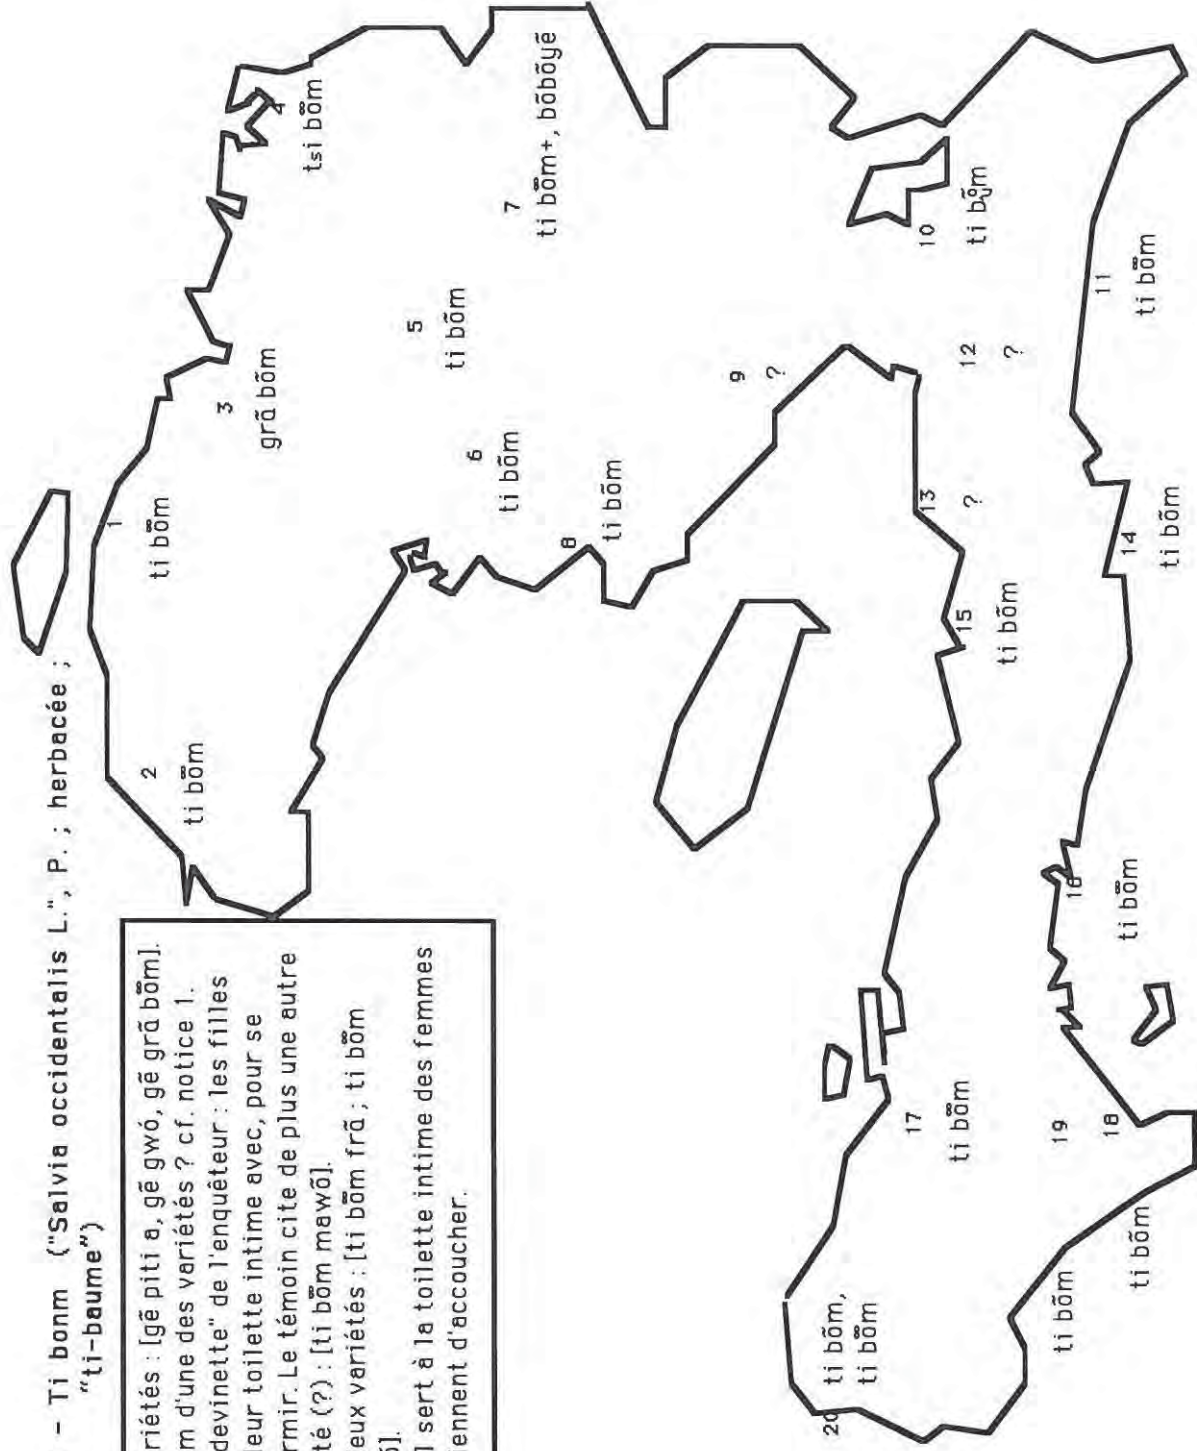 – Ti bonm ("Salvia occidentalis L.", P. ; herbacée ;
"ti-baume")
riétés : [gẽ piti a, gẽ gwó, gẽ grã bõm].
m d'une des variétés ? cf. notice 1.
devinette" de l'enquêteur : les filles
leur toilette intime avec, pour se
rmir. Le témoin cite de plus une autre
té (?) : [ti bõm mawõ].
eux variétés : [ti bõm frã ; ti bõm
õ].
l sert à la toilette intime des femmes
ennent d'accoucher.
1
ti bõm
2
ti bõm
3
grã bõm
4
tsi bõm
5
ti bõm
6
ti bõm
7
ti bõm+, bõbõyẽ
8
ti bõm
9
?
10
ti bõm
11
ti bõm
12
?
13
?
14
ti bõm
15
ti bõm
16
ti bõm
17
ti bõm
18
ti bõm
19
ti bõm
20
ti bõm,
ti bõm